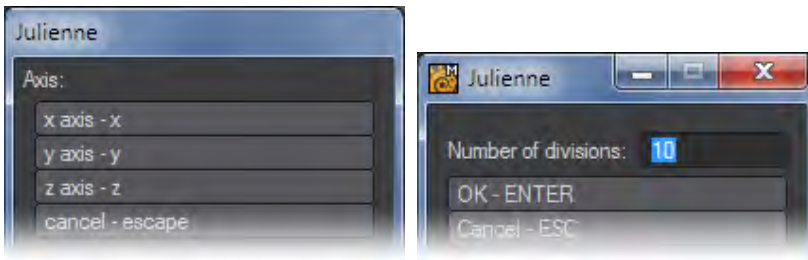 Julienne
Axis:
x axis - x
y axis - y
z axis - z
cancel - escape
M Julienne
Number of divisions: 10
OK - ENTER
Cancel - ESC